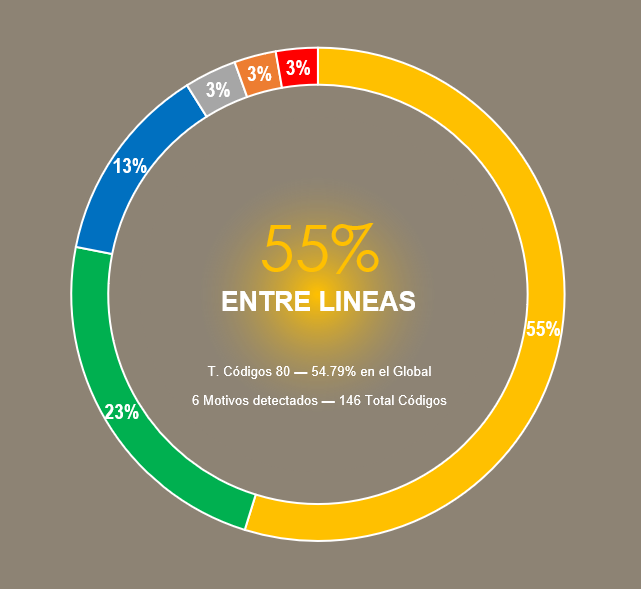 3%
3%
3%
13%
55%
ENTRE LINEAS
55%
T. Códigos 80 — 54.79% en el Global
6 Motivos detectados — 146 Total Códigos
23%